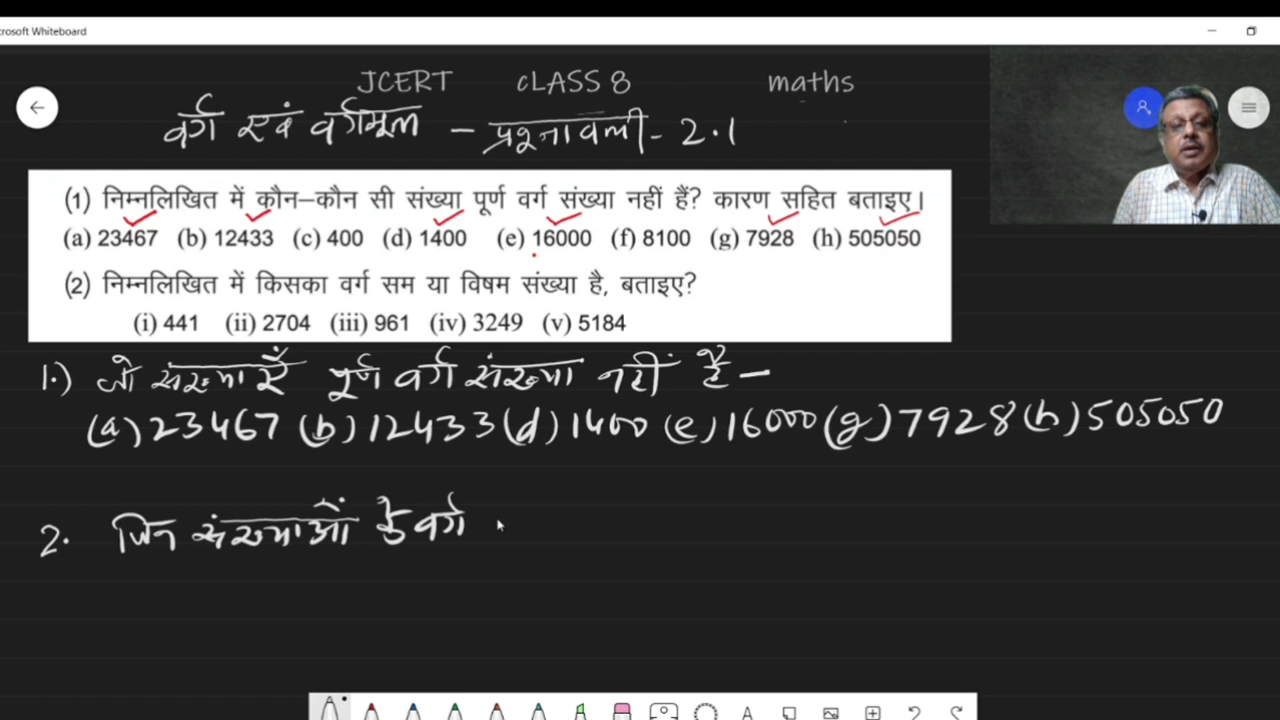 crosoft Whiteboard
JCERT CLASS 8 maths
वर्ग एवं वर्गमूल – प्रश्नावली - 2.1
(1) निम्नलिखित में कौन–कौन सी संख्या पूर्ण वर्ग संख्या नहीं हैं? कारण सहित बताइए।
(a) 23467 (b) 12433 (c) 400 (d) 1400 (e) 16000 (f) 8100 (g) 7928 (h) 505050
(2) निम्नलिखित में किसका वर्ग सम या विषम संख्या है, बताइए?
(i) 441 (ii) 2704 (iii) 961 (iv) 3249 (v) 5184
1.) जो संख्याएँ पूर्ण वर्ग संख्या नहीं है –
(a) 23467 (b) 12433 (d) 1400 (e) 16000 (g) 7928 (h) 505050
2. जिन संख्याओं के वर्ग